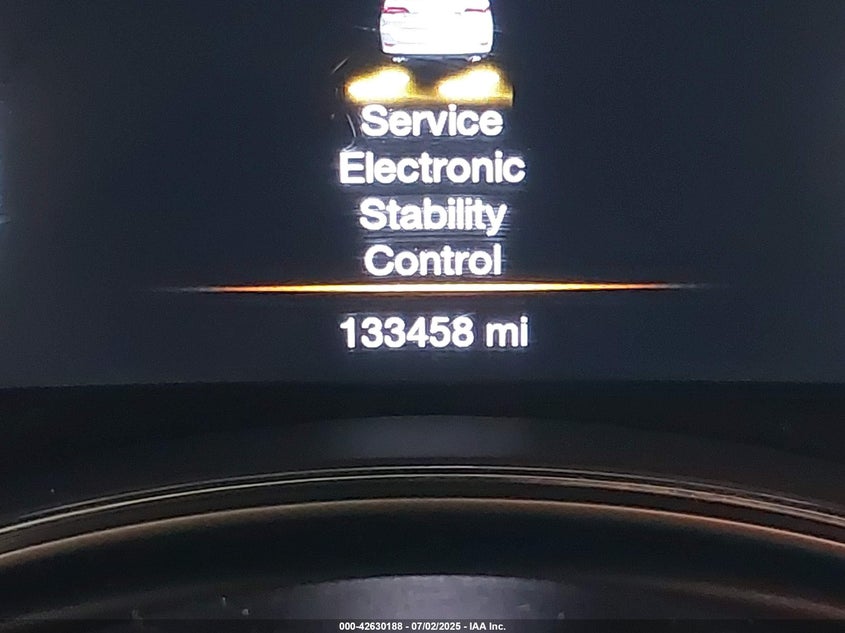 Service
Electronic
Stability
Control
133458 mi
000-42630188 - 07/02/2025 - IAA Inc.